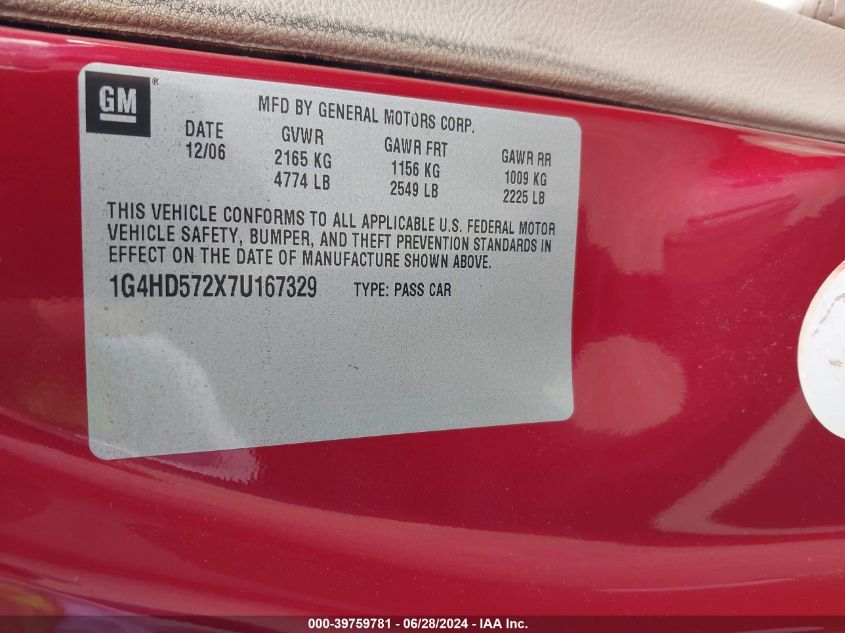 GM®
MFD BY GENERAL MOTORS CORP.
DATE GVWR GAWR FRT GAWR RR
12/06 2165 KG 1156 KG 1009 KG
4774 LB 2549 LB 2225 LB
THIS VEHICLE CONFORMS TO ALL APPLICABLE U.S. FEDERAL MOTOR
VEHICLE SAFETY, BUMPER, AND THEFT PREVENTION STANDARDS IN
EFFECT ON THE DATE OF MANUFACTURE SHOWN ABOVE.
1G4HD572X7U167329 TYPE: PASS CAR
000-39759781 / 06/28/2024 - IAA Inc.